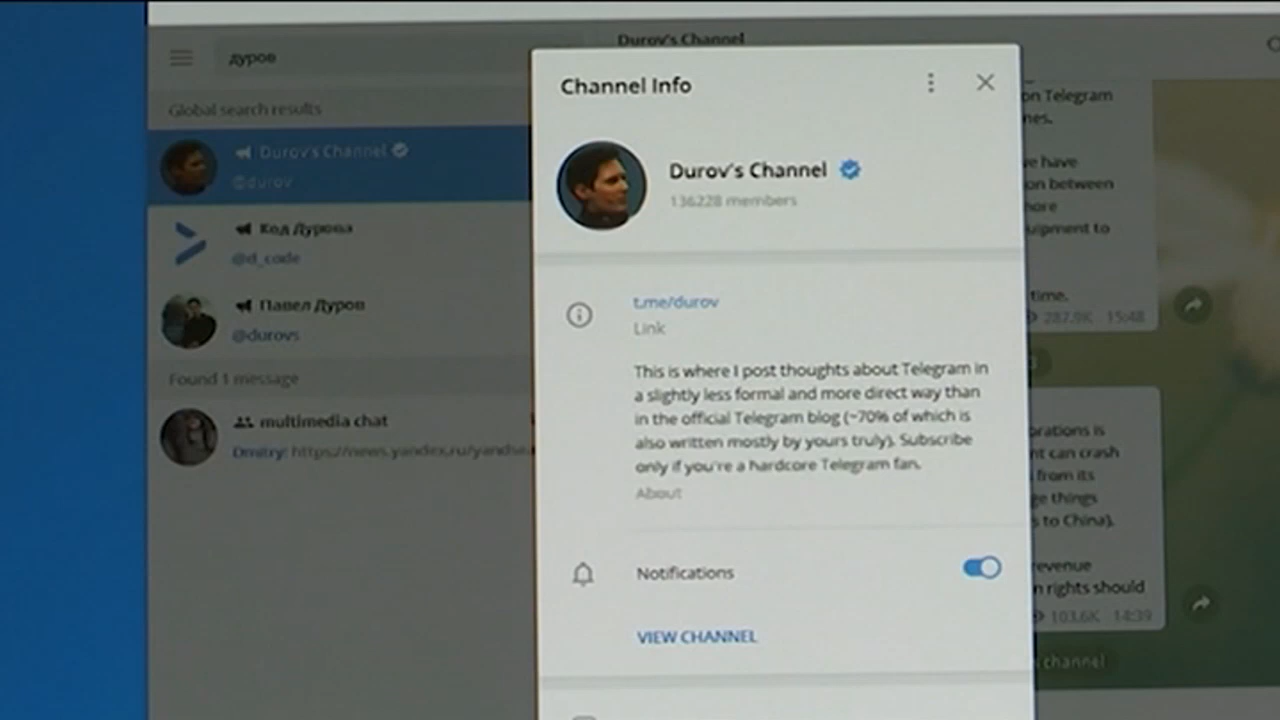 дуров
Durov's Channel
Global search results
Durov's Channel
@durov
Код Дурова
@d_code
Павел Дуров
@durovs
Found 1 message
multimedia chat
Dmitry: https://news.yandex.ru/yandsea
Channel Info
Durov's Channel
136228 members
t.me/durov
Link
This is where I post thoughts about Telegram in
a slightly less formal and more direct way than
in the official Telegram blog (~70% of which is
also written mostly by yours truly). Subscribe
only if you're a hardcore Telegram fan.
About
Notifications
VIEW CHANNEL
on Telegram
nes.
ve have
on between
hore
uipment to
time.
287.9K 15:48
orations is
nt can crash
from its
ge things
s to China).
revenue
n rights should
103.6K 14:39
channel